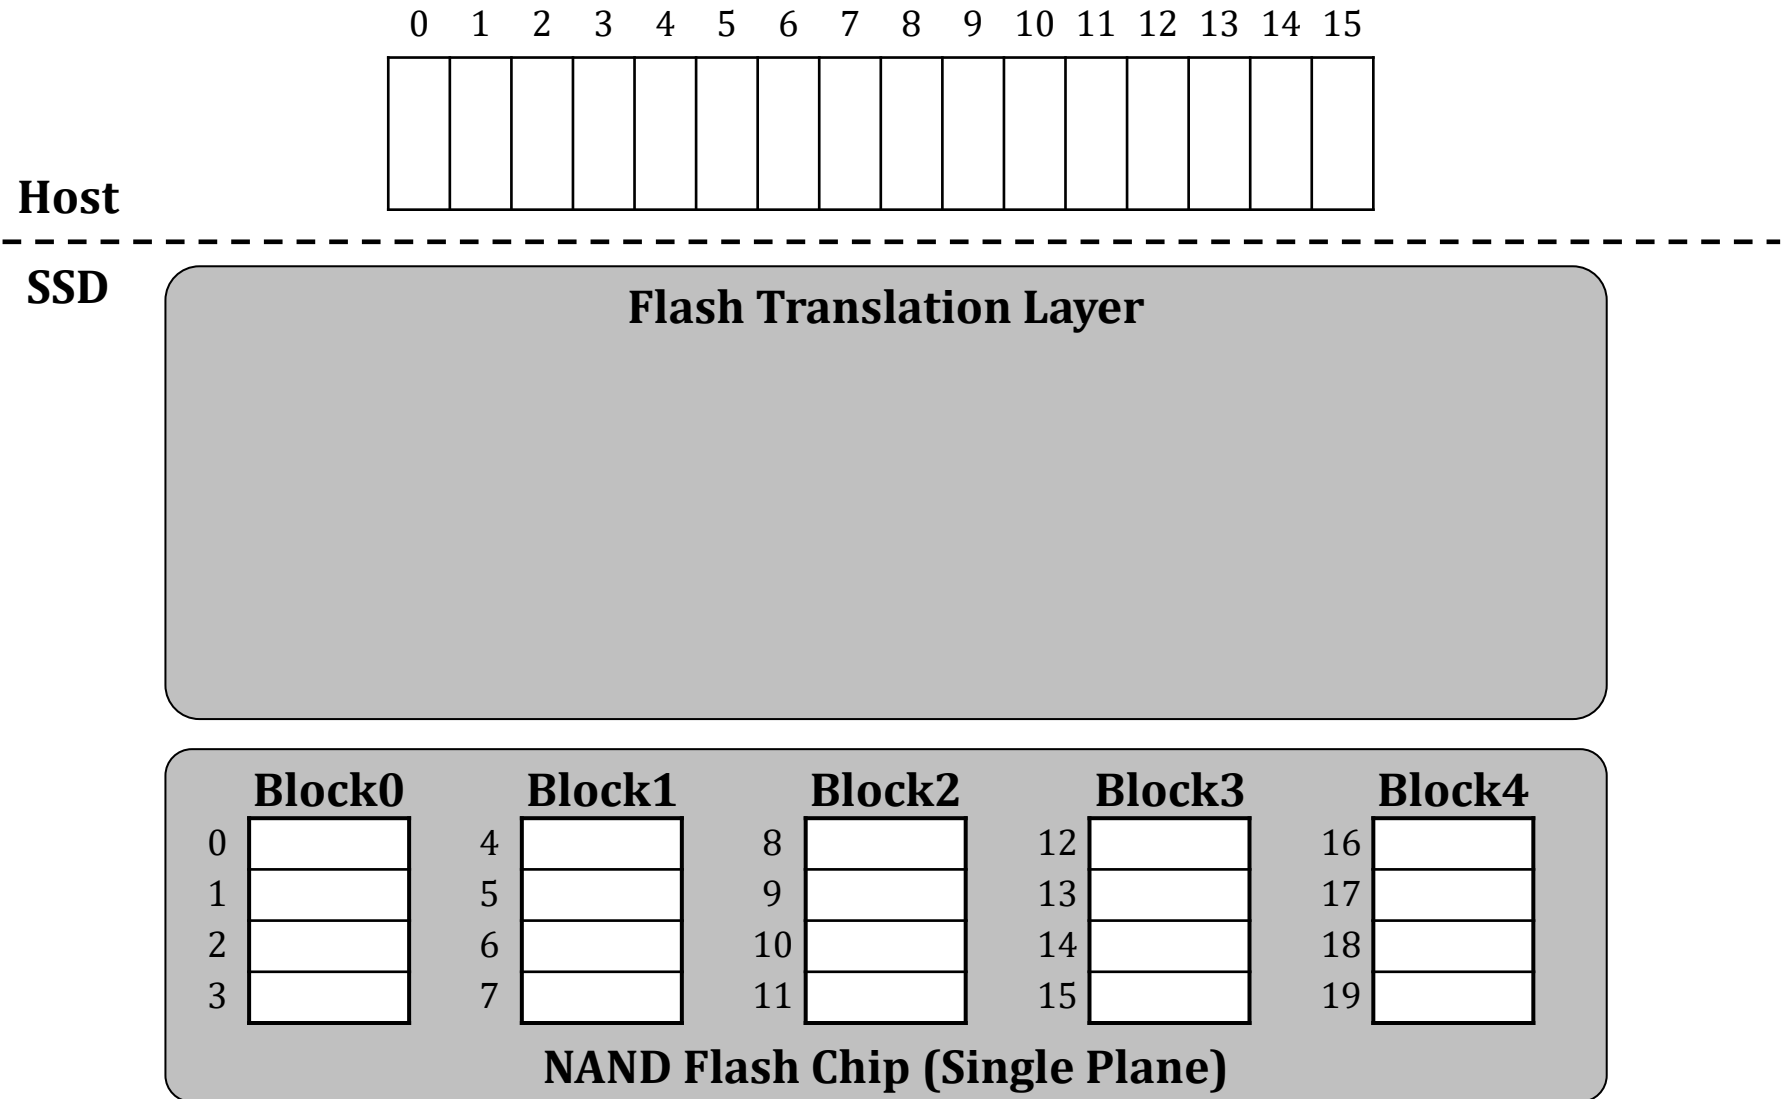 0 1 2 3 4 5 6 7 8 9 10 11 12 13 14 15
Host
SSD
Flash Translation Layer
Block0 Block1 Block2 Block3 Block4
0 4 8 12 16
1 5 9 13 17
2 6 10 14 18
3 7 11 15 19
NAND Flash Chip (Single Plane)